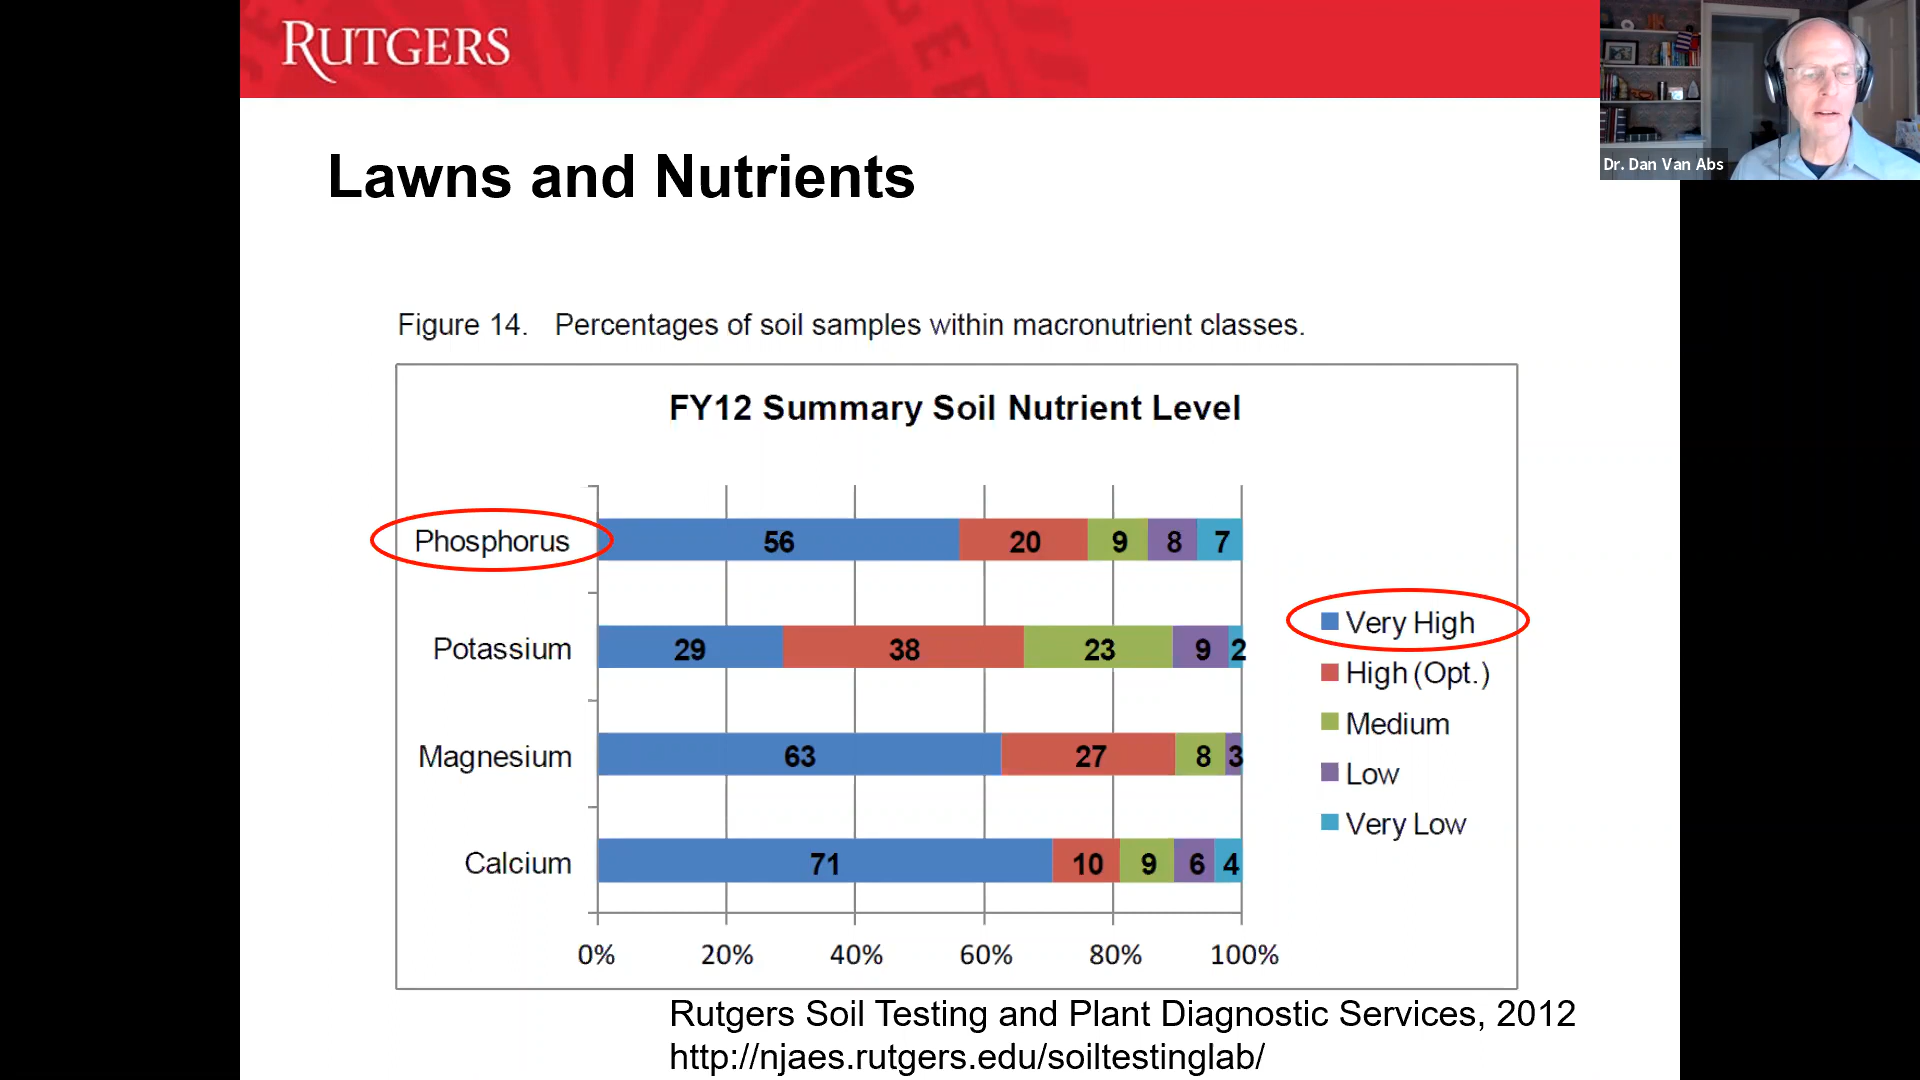 RUTGERS
Dr. Dan Van Abs
Lawns and Nutrients
Figure 14. Percentages of soil samples within macronutrient classes.
FY12 Summary Soil Nutrient Level
Phosphorus 56 20 9 8 7
Potassium 29 38 23 9 2
Magnesium 63 27 8 3
Calcium 71 10 9 6 4
0% 20% 40% 60% 80% 100%
Very High
High (Opt.)
Medium
Low
Very Low
Rutgers Soil Testing and Plant Diagnostic Services, 2012
http://njaes.rutgers.edu/soiltestinglab/